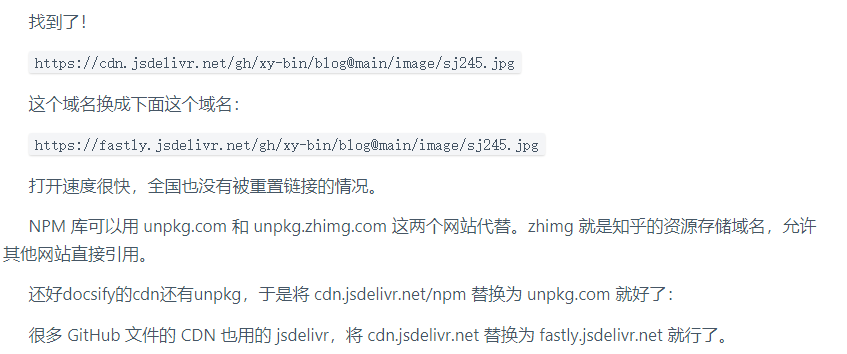 找到了！
https://cdn.jsdelivr.net/gh/xy-bin/blog@main/image/sj245.jpg
这个域名换成下面这个域名：
https://fastly.jsdelivr.net/gh/xy-bin/blog@main/image/sj245.jpg
打开速度很快，全国也没有被重置链接的情况。
NPM 库可以用 unpkg.com 和 unpkg.zhimg.com 这两个网站代替。zhimg 就是知乎的资源存储域名，允许
其他网站直接引用。
还好docsify的cdn还有unpkg，于是将 cdn.jsdelivr.net/npm 替换为 unpkg.com 就好了：
很多 GitHub 文件的 CDN 也用的 jsdelivr，将 cdn.jsdelivr.net 替换为 fastly.jsdelivr.net 就行了。